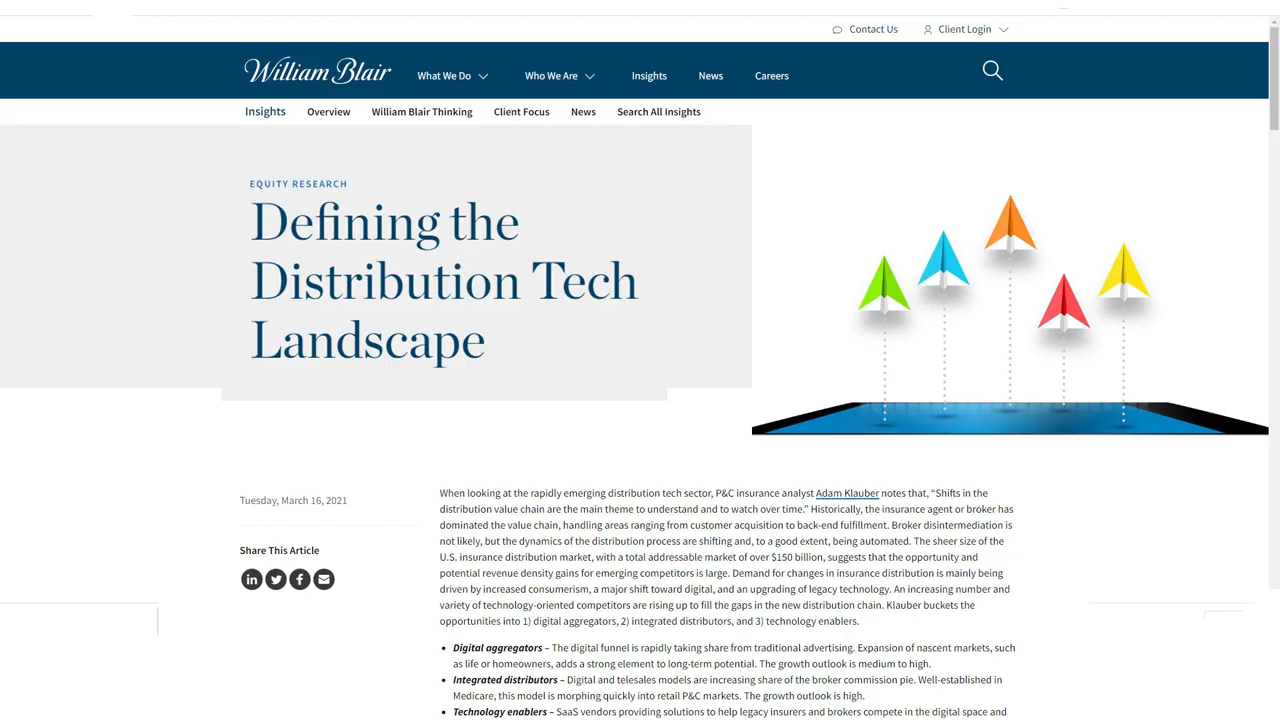 Contact Us
Client Login
William Blair
What We Do
Who We Are
Insights
News
Careers
Insights
Overview
William Blair Thinking
Client Focus
News
Search All Insights
EQUITY RESEARCH
Defining the
Distribution Tech
Landscape
Tuesday, March 16, 2021
Share This Article
in
f
When looking at the rapidly emerging distribution tech sector, P&C insurance analyst Adam Klauber notes that, “Shifts in the
distribution value chain are the main theme to understand and to watch over time.” Historically, the insurance agent or broker has
dominated the value chain, handling areas ranging from customer acquisition to back-end fulfillment. Broker disintermediation is
not likely, but the dynamics of the distribution process are shifting and, to a good extent, being automated. The sheer size of the
U.S. insurance distribution market, with a total addressable market of over $150 billion, suggests that the opportunity and
potential revenue density gains for emerging competitors is large. Demand for changes in insurance distribution is mainly being
driven by increased consumerism, a major shift toward digital, and an upgrading of legacy technology. An increasing number and
variety of technology-oriented competitors are rising up to fill the gaps in the new distribution chain. Klauber buckets the
opportunities into 1) digital aggregators, 2) integrated distributors, and 3) technology enablers.
• Digital aggregators – The digital funnel is rapidly taking share from traditional advertising. Expansion of nascent markets, such
as life or homeowners, adds a strong element to long-term potential. The growth outlook is medium to high.
• Integrated distributors – Digital and telesales models are increasing share of the broker commission pie. Well-established in
Medicare, this model is morphing quickly into retail P&C markets. The growth outlook is high.
• Technology enablers – SaaS vendors providing solutions to help legacy insurers and brokers compete in the digital space and